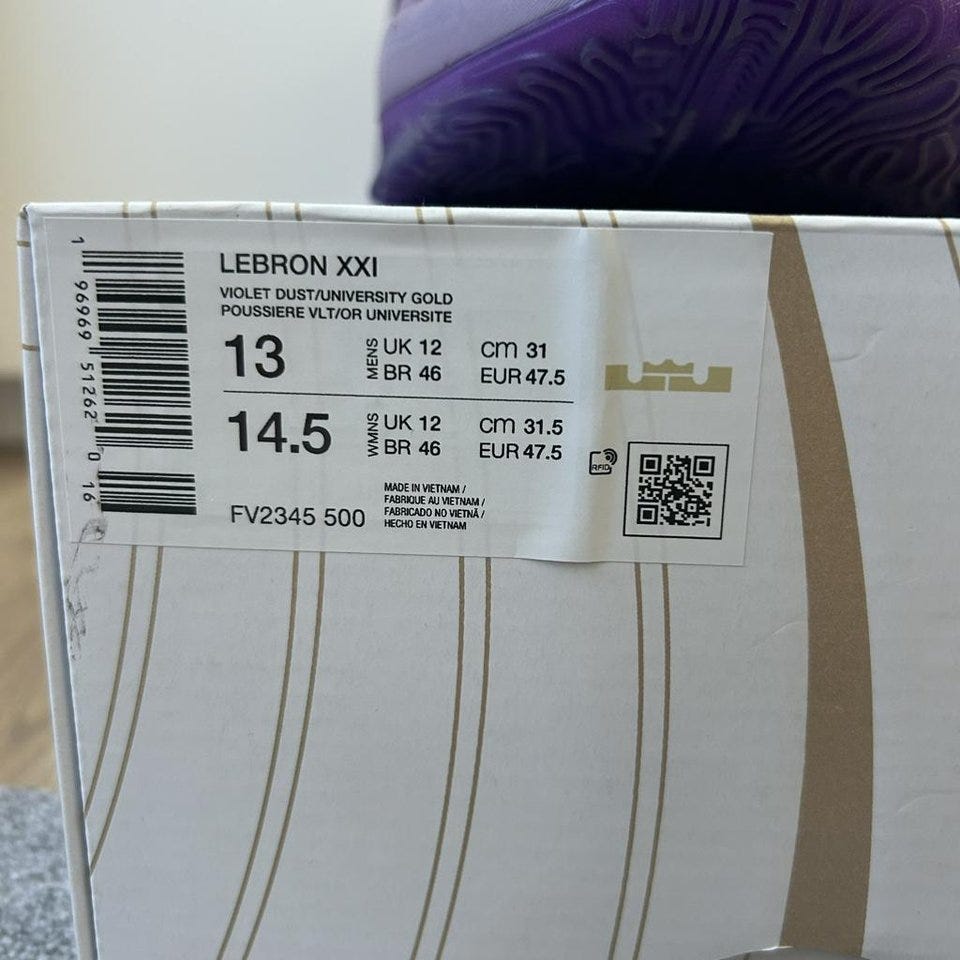 LEBRON XXI
VIOLET DUST/UNIVERSITY GOLD
POUSSIERE VLT/OR UNIVERSITE
13 MENS UK 12 cm 31
BR 46 EUR 47.5
14.5 WMNS UK 12 cm 31.5
BR 46 EUR 47.5
RFID
FV2345 500
MADE IN VIETNAM /
FABRIQUE AU VIETNAM /
FABRICADO NO VIETNÃ /
HECHO EN VIETNAM
1 96969 51262 0 16